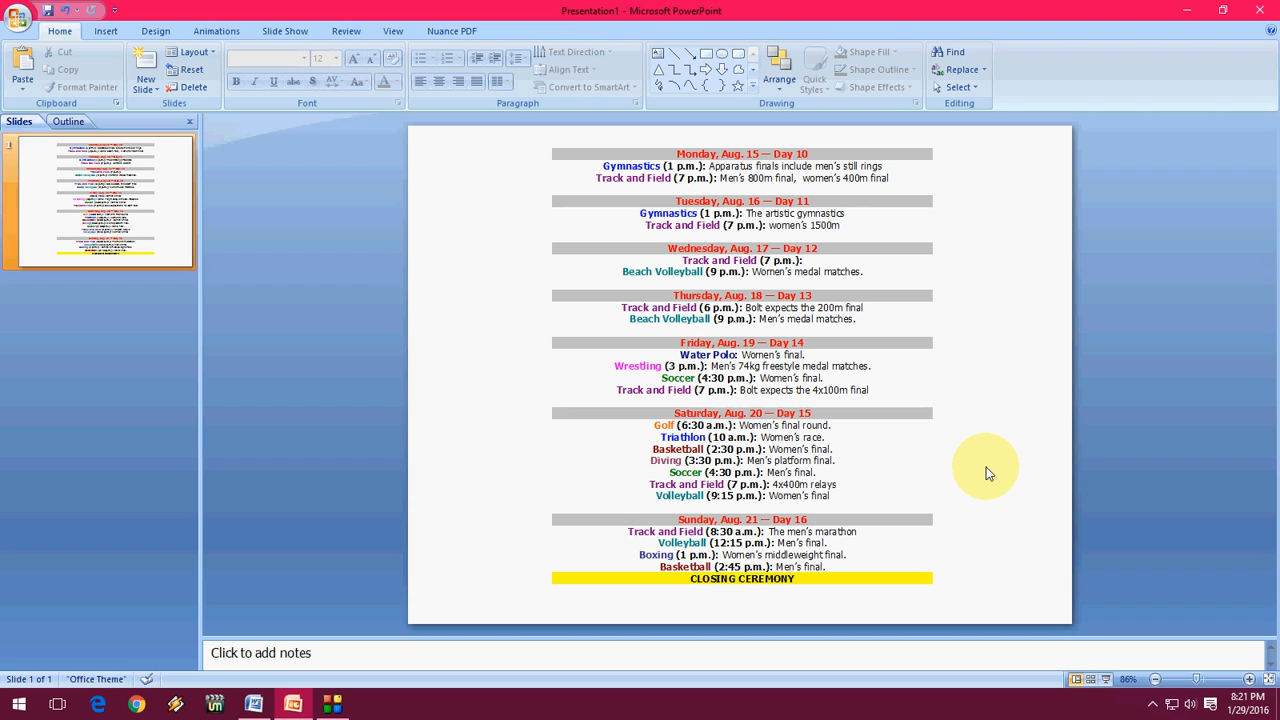 Presentation1 - Microsoft PowerPoint
Home Insert Design Animations Slide Show Review View Nuance PDF
Paste
Cut
Copy
Format Painter
Clipboard
New Slide
Layout
Reset
Delete
Slides
12
B I U abc S AV Aa A
Font
Text Direction
Align Text
Convert to SmartArt
Paragraph
Arrange
Quick Styles
Shape Fill
Shape Outline
Shape Effects
Drawing
Find
Replace
Select
Editing
Slides Outline
1
Monday, Aug. 15 — Day 10
Gymnastics (1 p.m.): Apparatus finals include men’s still rings
Track and Field (7 p.m.): Men’s 800m final, women’s 400m final
Tuesday, Aug. 16 — Day 11
Gymnastics (1 p.m.): The artistic gymnastics
Track and Field (7 p.m.): women’s 1500m
Wednesday, Aug. 17 — Day 12
Track and Field (7 p.m.):
Beach Volleyball (9 p.m.): Women’s medal matches.
Thursday, Aug. 18 — Day 13
Track and Field (6 p.m.): Bolt expects the 200m final
Beach Volleyball (9 p.m.): Men’s medal matches.
Friday, Aug. 19 — Day 14
Water Polo: Women’s final.
Wrestling (3 p.m.): Men’s 74kg freestyle medal matches.
Soccer (4:30 p.m.): Women’s final.
Track and Field (7 p.m.): Bolt expects the 4x100m final
Saturday, Aug. 20 — Day 15
Golf (6:30 a.m.): Women’s final round.
Triathlon (10 a.m.): Women’s race.
Basketball (2:30 p.m.): Women’s final.
Diving (3:30 p.m.): Men’s platform final.
Soccer (4:30 p.m.): Men’s final.
Track and Field (7 p.m.): 4x400m relays
Volleyball (9:15 p.m.): Women’s final
Sunday, Aug. 21 — Day 16
Track and Field (8:30 a.m.): The men’s marathon
Volleyball (12:15 p.m.): Men’s final.
Boxing (1 p.m.): Women’s middleweight final.
Basketball (2:45 p.m.): Men’s final.
CLOSING CEREMONY
Click to add notes
Slide 1 of 1 "Office Theme" 86%
8:21 PM
1/29/2016